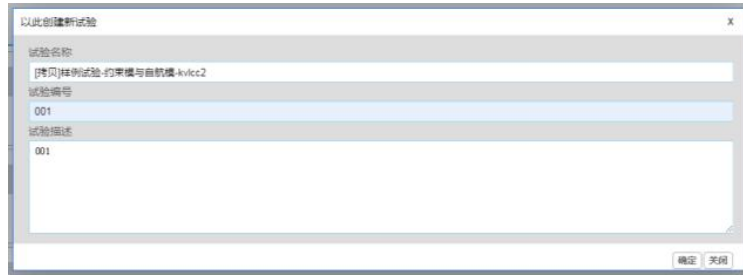 以此创建新试验 x
试验名称
[拷贝]样例试验-约束模与自航模-kvlcc2
试验编号
001
试验描述
001
确定 关闭